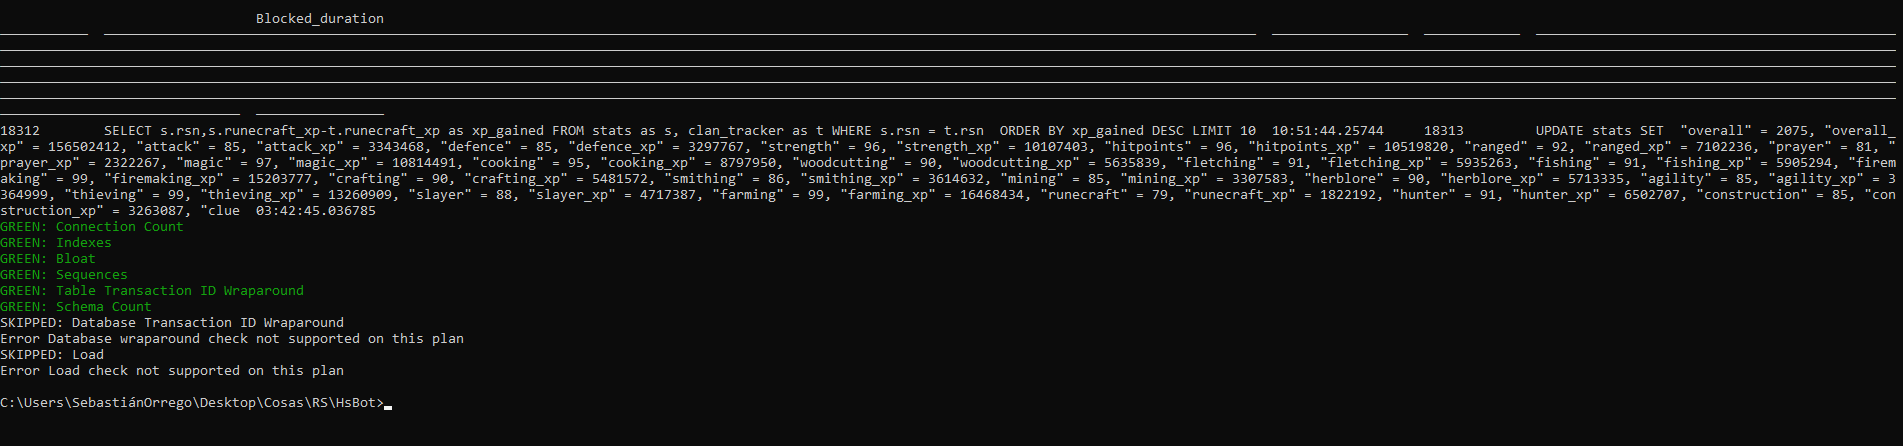 Blocked_duration
18312        SELECT s.rsn,s.runecraft_xp-t.runecraft_xp as xp_gained FROM stats as s, clan_tracker as t WHERE s.rsn = t.rsn  ORDER BY xp_gained DESC LIMIT 10  10:51:44.25744     18313         UPDATE stats SET  "overall" = 2075, "overall_
xp" = 156502412, "attack" = 85, "attack_xp" = 3343468, "defence" = 85, "defence_xp" = 3297767, "strength" = 96, "strength_xp" = 10107403, "hitpoints" = 96, "hitpoints_xp" = 10519820, "ranged" = 92, "ranged_xp" = 7102236, "prayer" = 81, "
prayer_xp" = 2322267, "magic" = 97, "magic_xp" = 10814491, "cooking" = 95, "cooking_xp" = 8797950, "woodcutting" = 90, "woodcutting_xp" = 5635839, "fletching" = 91, "fletching_xp" = 5935263, "fishing" = 91, "fishing_xp" = 5905294, "firem
aking" = 99, "firemaking_xp" = 15203777, "crafting" = 90, "crafting_xp" = 5481572, "smithing" = 86, "smithing_xp" = 3614632, "mining" = 85, "mining_xp" = 3307583, "herblore" = 90, "herblore_xp" = 5713335, "agility" = 85, "agility_xp" = 3
364999, "thieving" = 99, "thieving_xp" = 13260909, "slayer" = 88, "slayer_xp" = 4717387, "farming" = 99, "farming_xp" = 16468434, "runecraft" = 79, "runecraft_xp" = 1822192, "hunter" = 91, "hunter_xp" = 6502707, "construction" = 85, "con
struction_xp" = 3263087, "clue  03:42:45.036785
GREEN: Connection Count
GREEN: Indexes
GREEN: Bloat
GREEN: Sequences
GREEN: Table Transaction ID Wraparound
GREEN: Schema Count
SKIPPED: Database Transaction ID Wraparound
Error Database wraparound check not supported on this plan
SKIPPED: Load
Error Load check not supported on this plan
C:\Users\SebastiánOrrego\Desktop\Cosas\RS\HsBot>